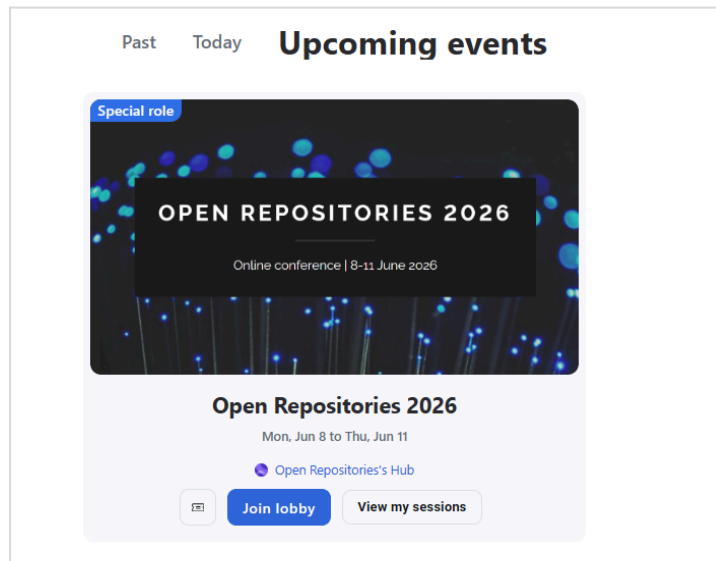 Past Today Upcoming events
Special role
OPEN REPOSITORIES 2026
Online conference | 8-11 June 2026
Open Repositories 2026
Mon, Jun 8 to Thu, Jun 11
Open Repositories's Hub
Join lobby View my sessions